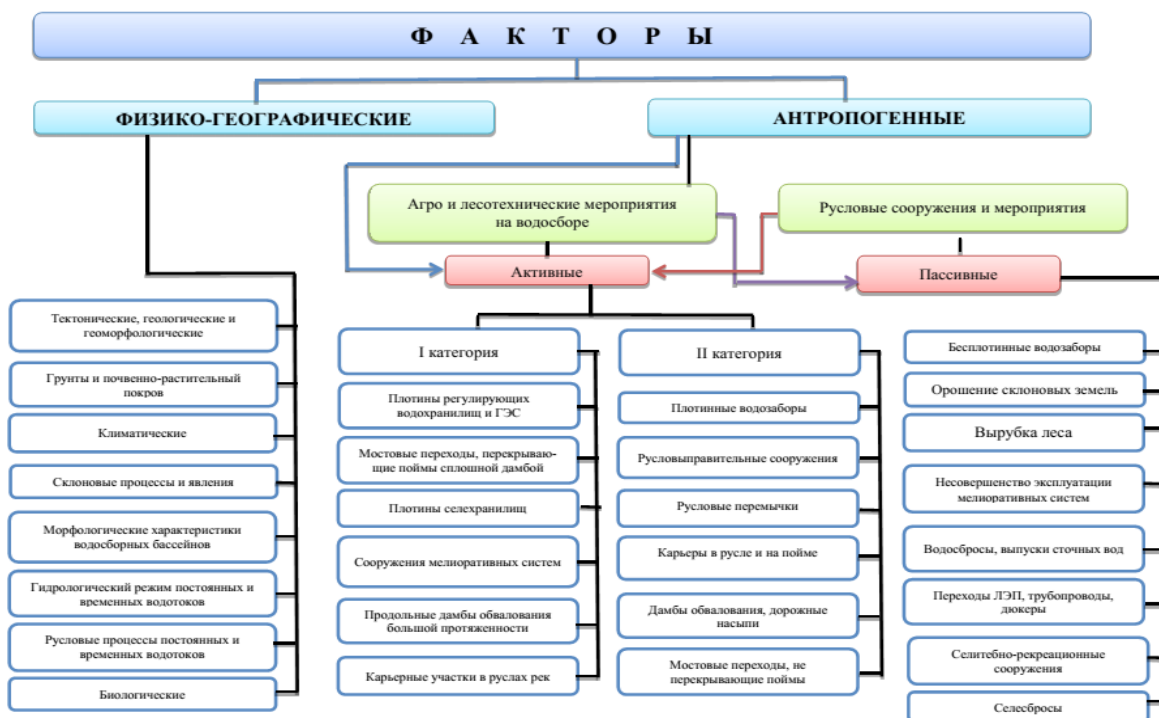 Ф А К Т О Р Ы
ФИЗИКО-ГЕОГРАФИЧЕСКИЕ
АНТРОПОГЕННЫЕ
Агро и лесотехнические мероприятия
на водосборе
Русловые сооружения и мероприятия
Активные
Пассивные
Тектонические, геологические и
геоморфологические
Грунты и почвенно-растительный
покров
Климатические
Склоновые процессы и явления
Морфологические характеристики
водосборных бассейнов
Гидрологический режим постоянных и
временных водотоков
Русловые процессы постоянных и
временных водотоков
Биологические
I категория
Плотины регулирующих
водохранилищ и ГЭС
Мостовые переходы, перекрываю-
щие поймы сплошной дамбой
Плотины селехранилищ
Сооружения мелиоративных систем
Продольные дамбы обвалования
большой протяженности
Карьерные участки в руслах рек
II категория
Плотинные водозаборы
Русловыправительные сооружения
Русловые перемычки
Карьеры в русле и на пойме
Дамбы обвалования, дорожные
насыпи
Мостовые переходы, не
перекрывающие поймы
Бесплотинные водозаборы
Орошение склоновых земель
Вырубка леса
Несовершенство эксплуатации
мелиоративных систем
Водосбросы, выпуски сточных вод
Переходы ЛЭП, трубопроводы,
дюкеры
Селитебно-рекреационные
сооружения
Селесбросы